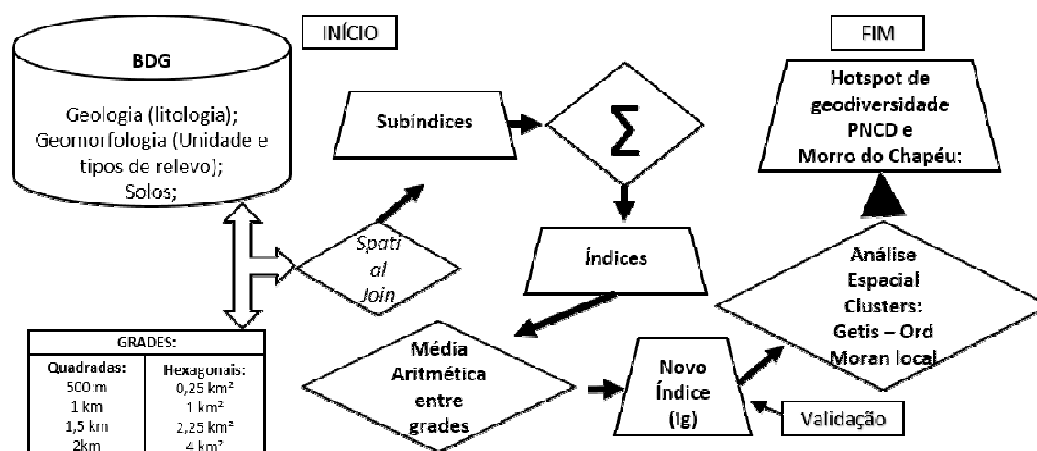 INÍCIO
BDG
Geologia (litologia);
Geomorfologia (Unidade e
tipos de relevo);
Solos;
GRADES:
Quadradas:
500 m
1 km
1,5 km
2km
Hexagonais:
0,25 km²
1 km²
2,25 km²
4 km²
Spati
al
Join
Subíndices
Σ
Índices
Média
Aritmética
entre
grades
Novo
Índice
(Ig)
Validação
Análise
Espacial
Clusters:
Getis – Ord
Moran local
FIM
Hotspot de
geodiversidade
PNCD e
Morro do Chapéu: